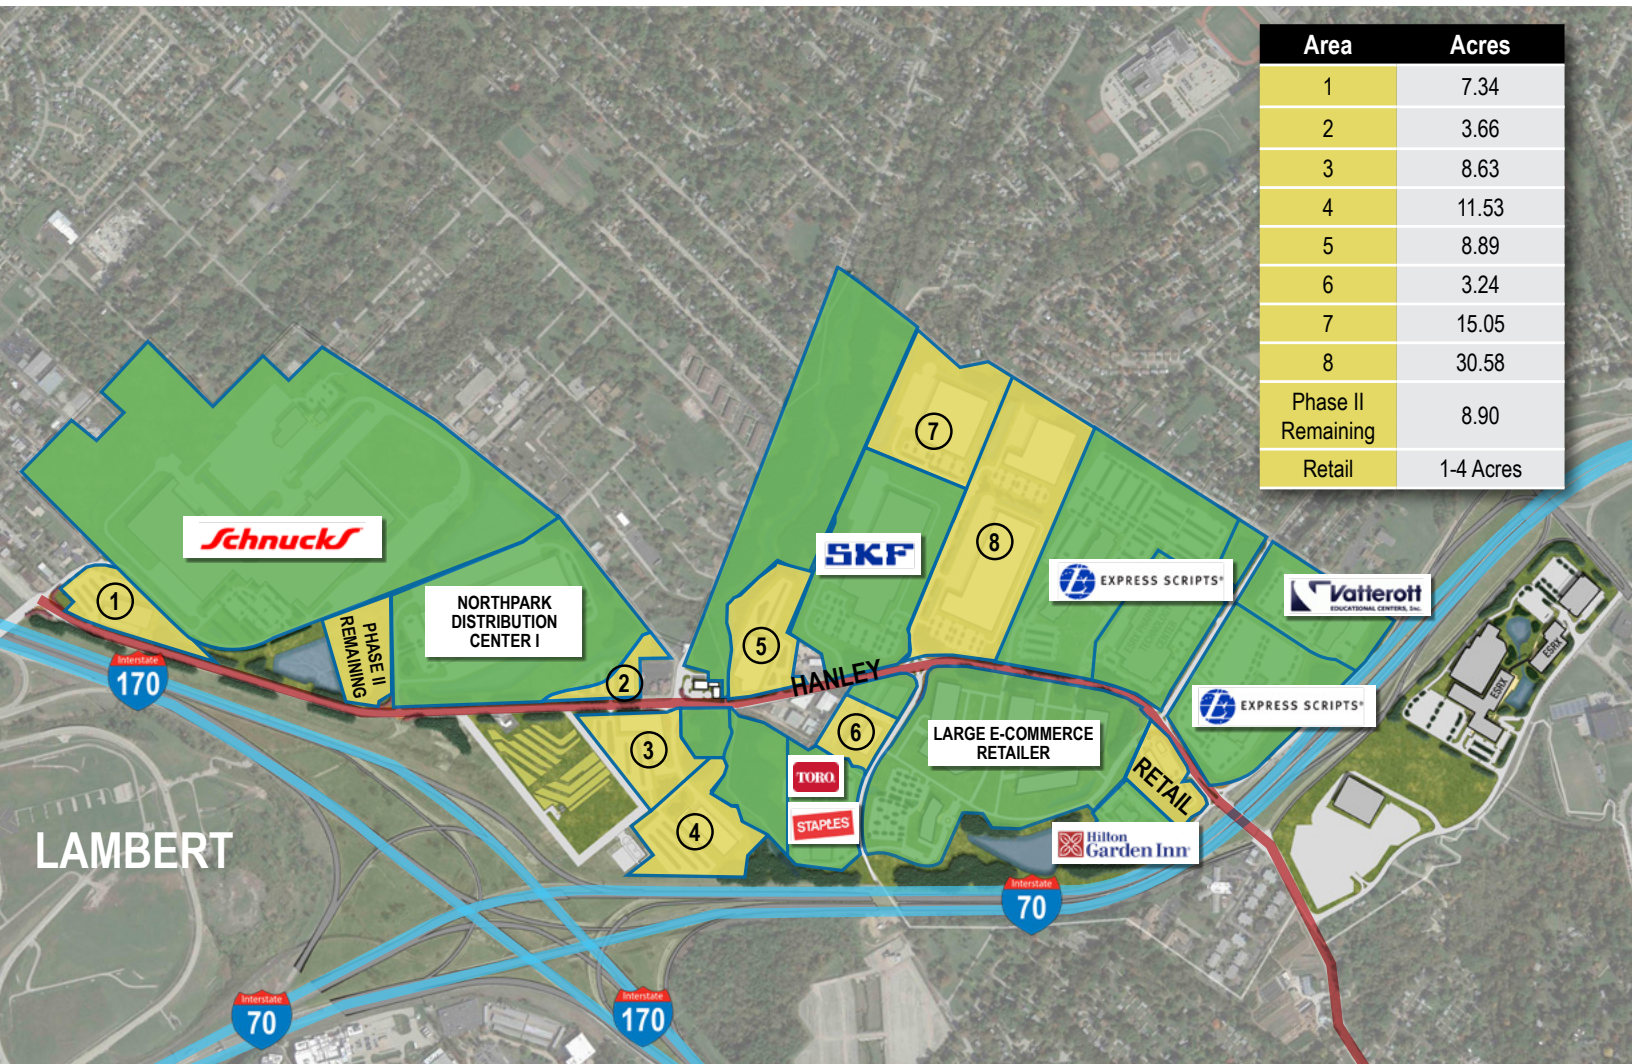 Area Acres
1 7.34
2 3.66
3 8.63
4 11.53
5 8.89
6 3.24
7 15.05
8 30.58
Phase II
Remaining
8.90
Retail 1-4 Acres
7
8
Schnucks
SKF
EXPRESS SCRIPTS®
Vatterott
EDUCATIONAL CENTERS, Inc.
1
PHASE II
REMAINING
NORTHPARK
DISTRIBUTION
CENTER I
5
2
HANLEY
ESRX
ESRX
Interstate
170
EXPRESS SCRIPTS®
3
6
LARGE E-COMMERCE
RETAILER
TORO
RETAIL
4
STAPLES
Hilton
Garden Inn
LAMBERT
Interstate
70
Interstate
70
Interstate
170